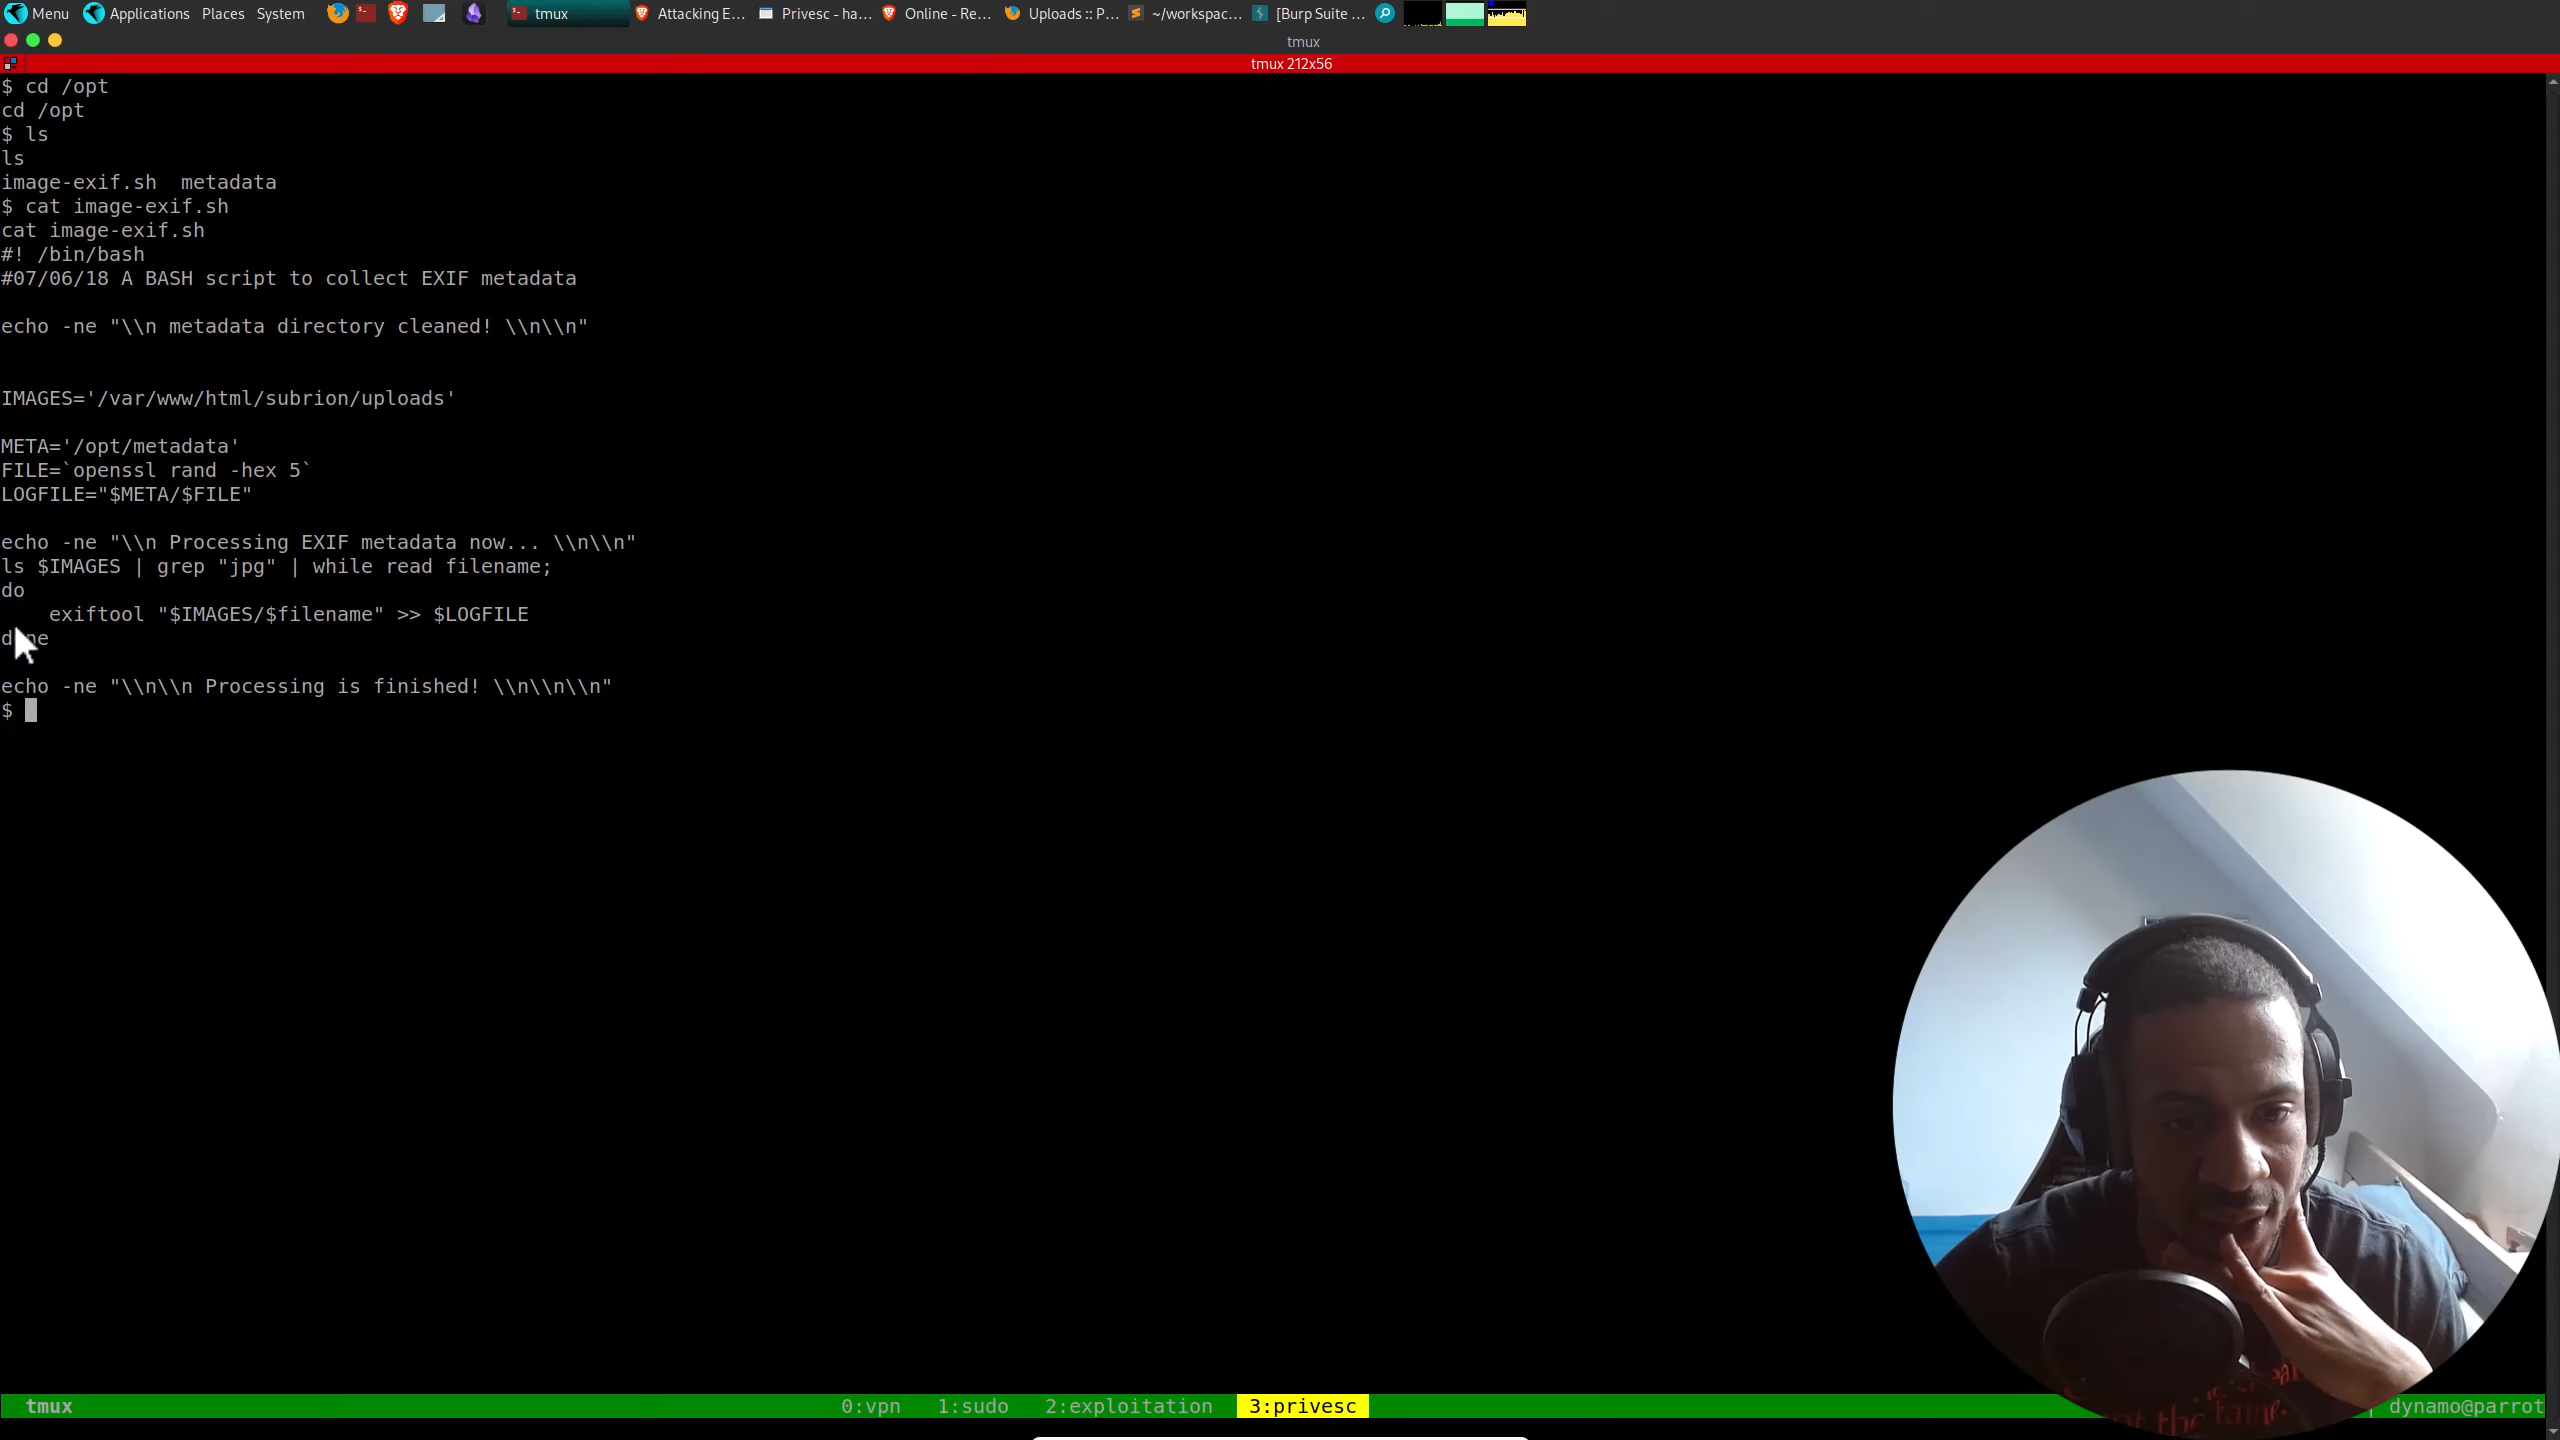 Menu Applications Places System tmux Attacking E... Privesc - ha... Online - Re... Uploads :: P... ~/workspac... [Burp Suite ...
tmux
tmux 212x56
$ cd /opt
cd /opt
$ ls
ls
image-exif.sh  metadata
$ cat image-exif.sh
cat image-exif.sh
#! /bin/bash
#07/06/18 A BASH script to collect EXIF metadata
echo -ne "\\n metadata directory cleaned! \\n\\n"
IMAGES='/var/www/html/subrion/uploads'
META='/opt/metadata'
FILE=`openssl rand -hex 5`
LOGFILE="$META/$FILE"
echo -ne "\\n Processing EXIF metadata now... \\n\\n"
ls $IMAGES | grep "jpg" | while read filename;
do
    exiftool "$IMAGES/$filename" >> $LOGFILE
done
echo -ne "\\n\\n Processing is finished! \\n\\n\\n"
$
tmux 0:vpn 1:sudo 2:exploitation 3:privesc dynamo@parrot